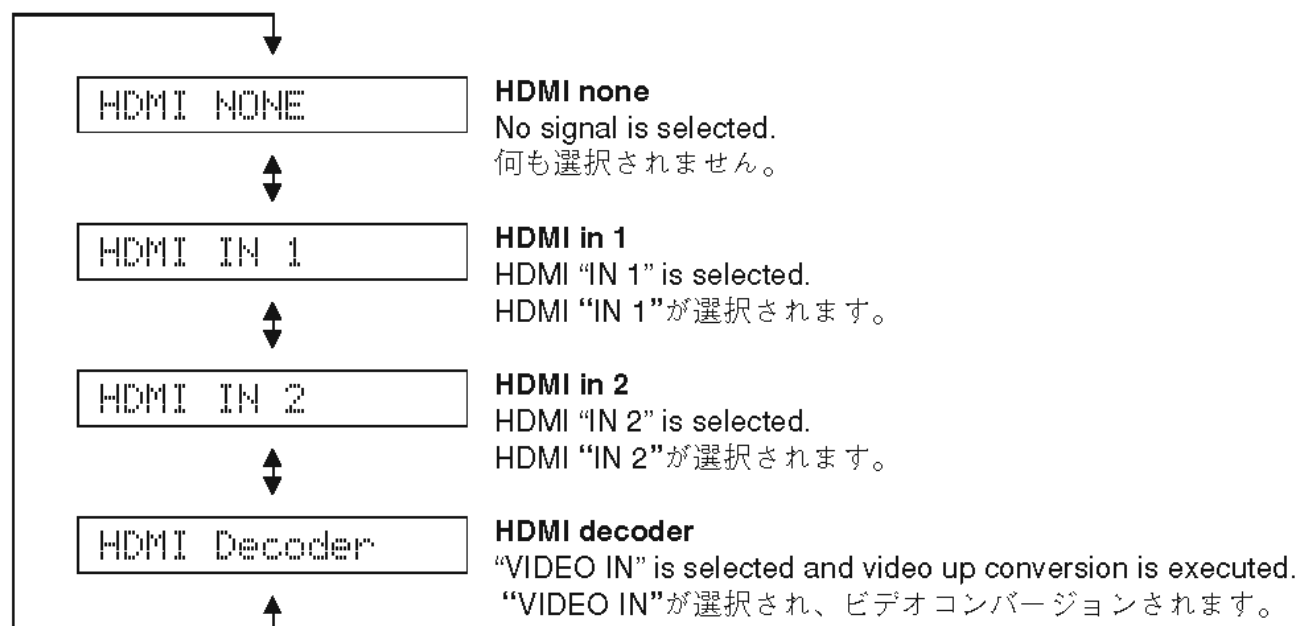 HDMI NONE
HDMI none
No signal is selected.
何も選択されません。
HDMI IN 1
HDMI in 1
HDMI “IN 1” is selected.
HDMI “IN 1”が選択されます。
HDMI IN 2
HDMI in 2
HDMI “IN 2” is selected.
HDMI “IN 2”が選択されます。
HDMI Decoder
HDMI decoder
“VIDEO IN” is selected and video up conversion is executed.
“VIDEO IN”が選択され、ビデオコンバージョンされます。